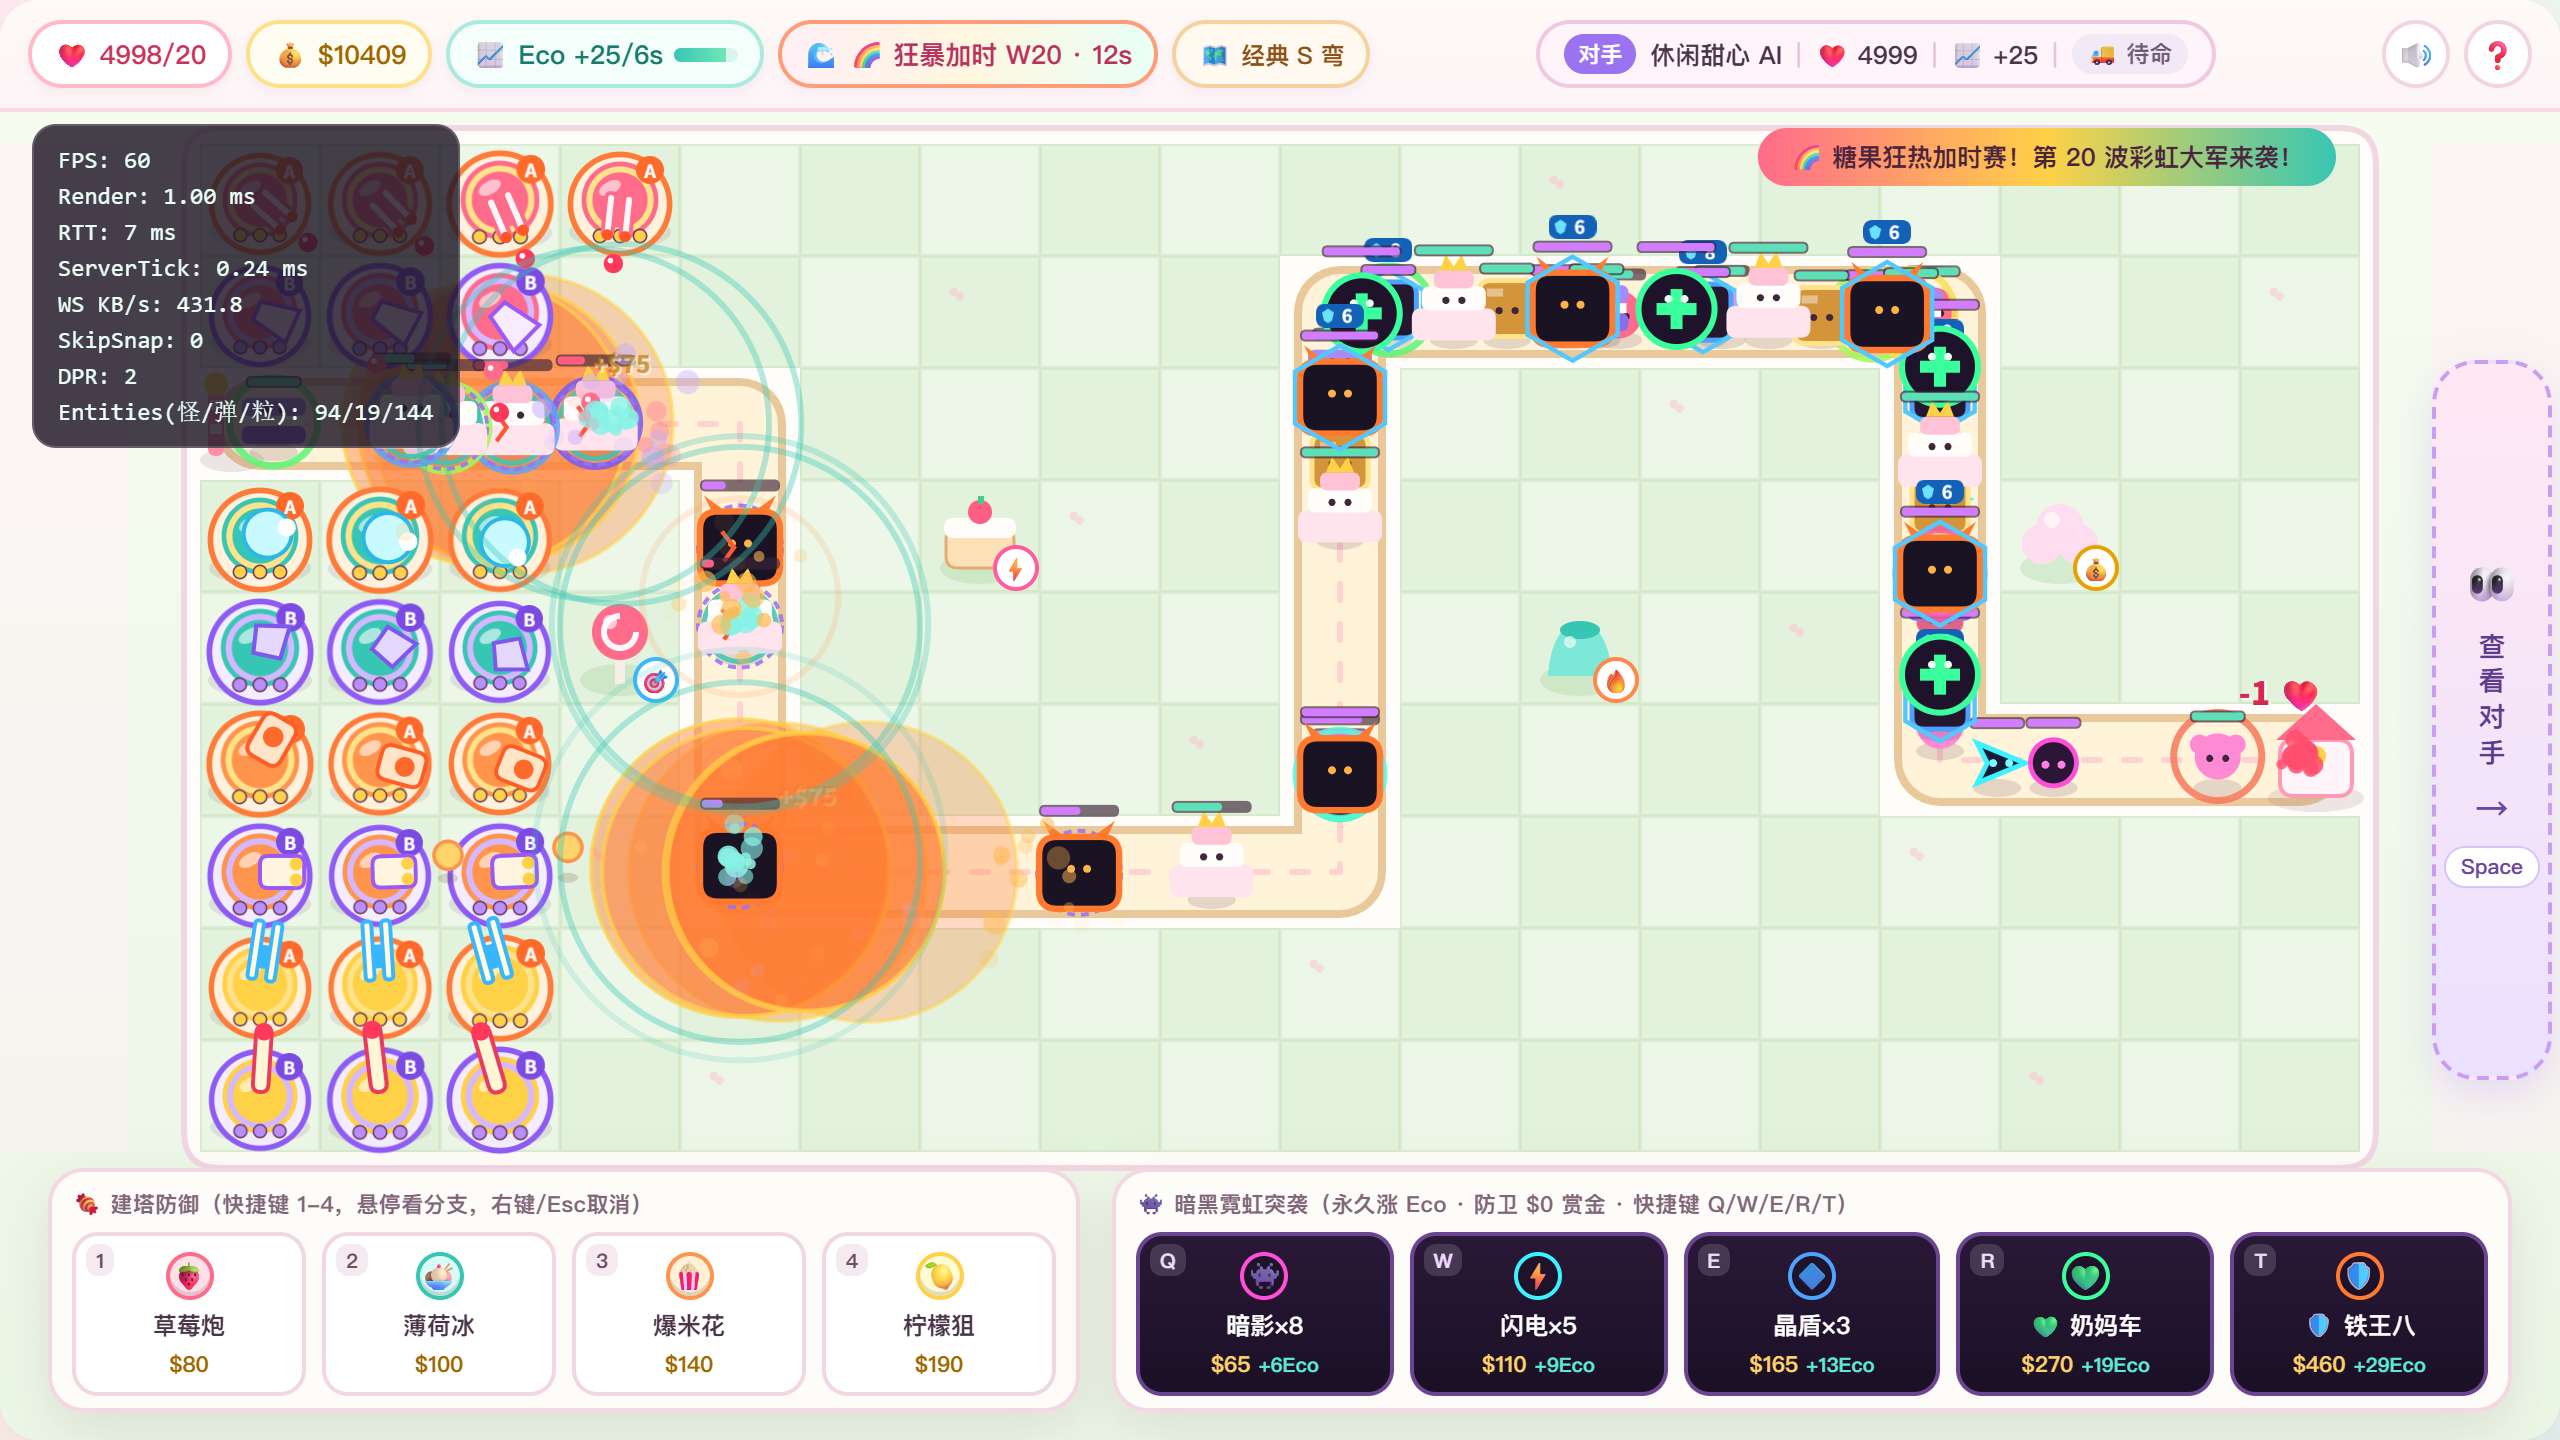 4998/20
$10409
Eco +25/6s
狂暴加时 W20 · 12s
经典 S 弯
对手 休闲甜心 AI 4999 +25 待命
糖果狂热加时赛！第 20 波彩虹大军来袭！
FPS: 60
Render: 1.00 ms
RTT: 7 ms
ServerTick: 0.24 ms
WS KB/s: 431.8
SkipSnap: 0
DPR: 2
Entities(怪/弹/粒): 94/19/144
A
A
A
A
B
B
B
+$75
6
6
6
6
A
A
A
B
B
B
A
A
B
B
B
A
A
A
B
B
B
+$75
-1
查看对手
→
Space
建塔防御（快捷键 1–4，悬停看分支，右键/Esc取消）
1
草莓炮
$80
2
薄荷冰
$100
3
爆米花
$140
4
柠檬狙
$190
暗黑霓虹突袭（永久涨 Eco · 防卫 $0 赏金 · 快捷键 Q/W/E/R/T）
Q
暗影×8
$65 +6Eco
W
闪电×5
$110 +9Eco
E
晶盾×3
$165 +13Eco
R
奶妈车
$270 +19Eco
T
铁王八
$460 +29Eco